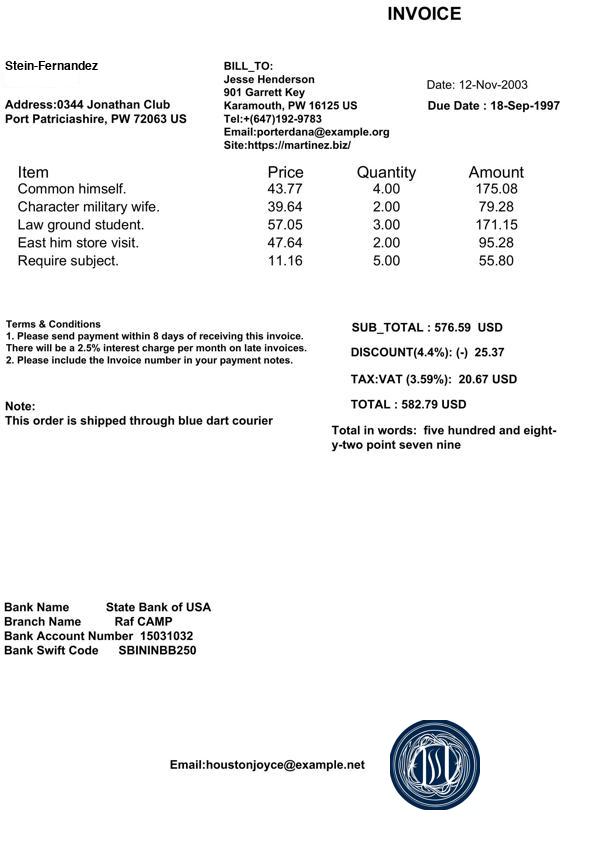 INVOICE
Stein-Fernandez
Address:0344 Jonathan Club
Port Patriciashire, PW 72063 US
BILL_TO:
Jesse Henderson
901 Garrett Key
Karamouth, PW 16125 US
Tel:+(647)192-9783
Email:porterdana@example.org
Site:https://martinez.biz/
Date: 12-Nov-2003
Due Date : 18-Sep-1997
Item Price Quantity Amount
Common himself. 43.77 4.00 175.08
Character military wife. 39.64 2.00 79.28
Law ground student. 57.05 3.00 171.15
East him store visit. 47.64 2.00 95.28
Require subject. 11.16 5.00 55.80
Terms & Conditions
1. Please send payment within 8 days of receiving this invoice.
There will be a 2.5% interest charge per month on late invoices.
2. Please include the Invoice number in your payment notes.
SUB_TOTAL : 576.59 USD
DISCOUNT(4.4%): (-) 25.37
TAX:VAT (3.59%): 20.67 USD
TOTAL : 582.79 USD
Note:
This order is shipped through blue dart courier
Total in words: five hundred and eight-
y-two point seven nine
Bank Name State Bank of USA
Branch Name Raf CAMP
Bank Account Number 15031032
Bank Swift Code SBININBB250
Email:houstonjoyce@example.net